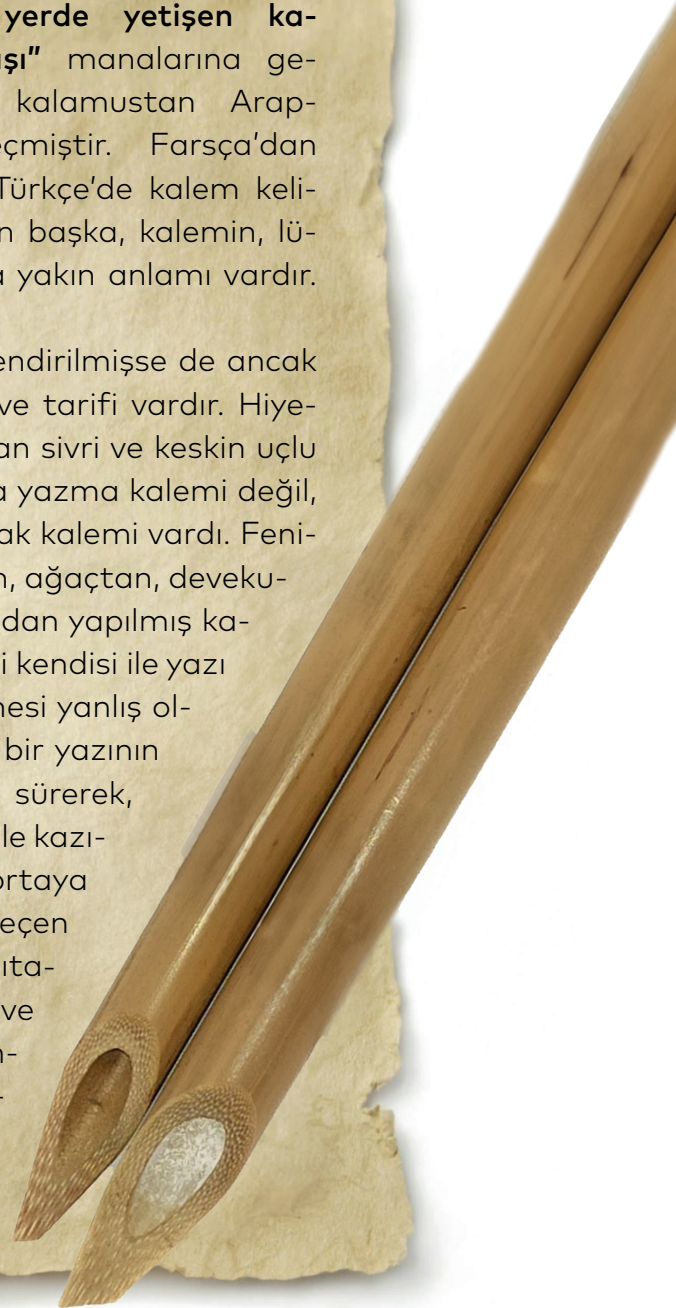 yerde yetişen ka-
şı” manalarına ge-
kalamustan Arap-
çmiştir. Farsça’dan
Türkçe’de kalem keli-
n başka, kalemin, lü-
a yakın anlamı vardır.
endirilmişse de ancak
ve tarifi vardır. Hiye-
an sivri ve keskin uçlu
a yazma kalemi değil,
ak kalemi vardı. Feni-
n, ağaçtan, deveku-
dan yapılmış ka-
i kendisi ile yazı
nesi yanlış ol-
bir yazının
sürerek,
le kazı-
ortaya
eçen
ıta-
ve
n-